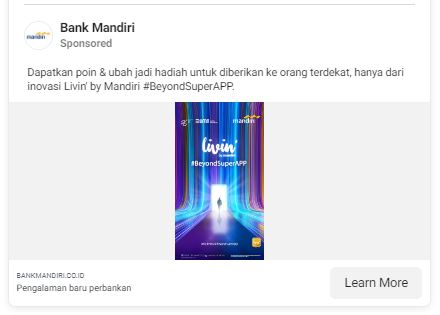 Bank Mandiri
Sponsored
Dapatkan poin & ubah jadi hadiah untuk diberikan ke orang terdekat, hanya dari
inovasi Livin' by Mandiri #BeyondSuperAPP.
mandiri
mandiri
livin'
by mandiri
#BeyondSuperAPP
BANKMANDIRI.CO.ID
Pengalaman baru perbankan
Learn More